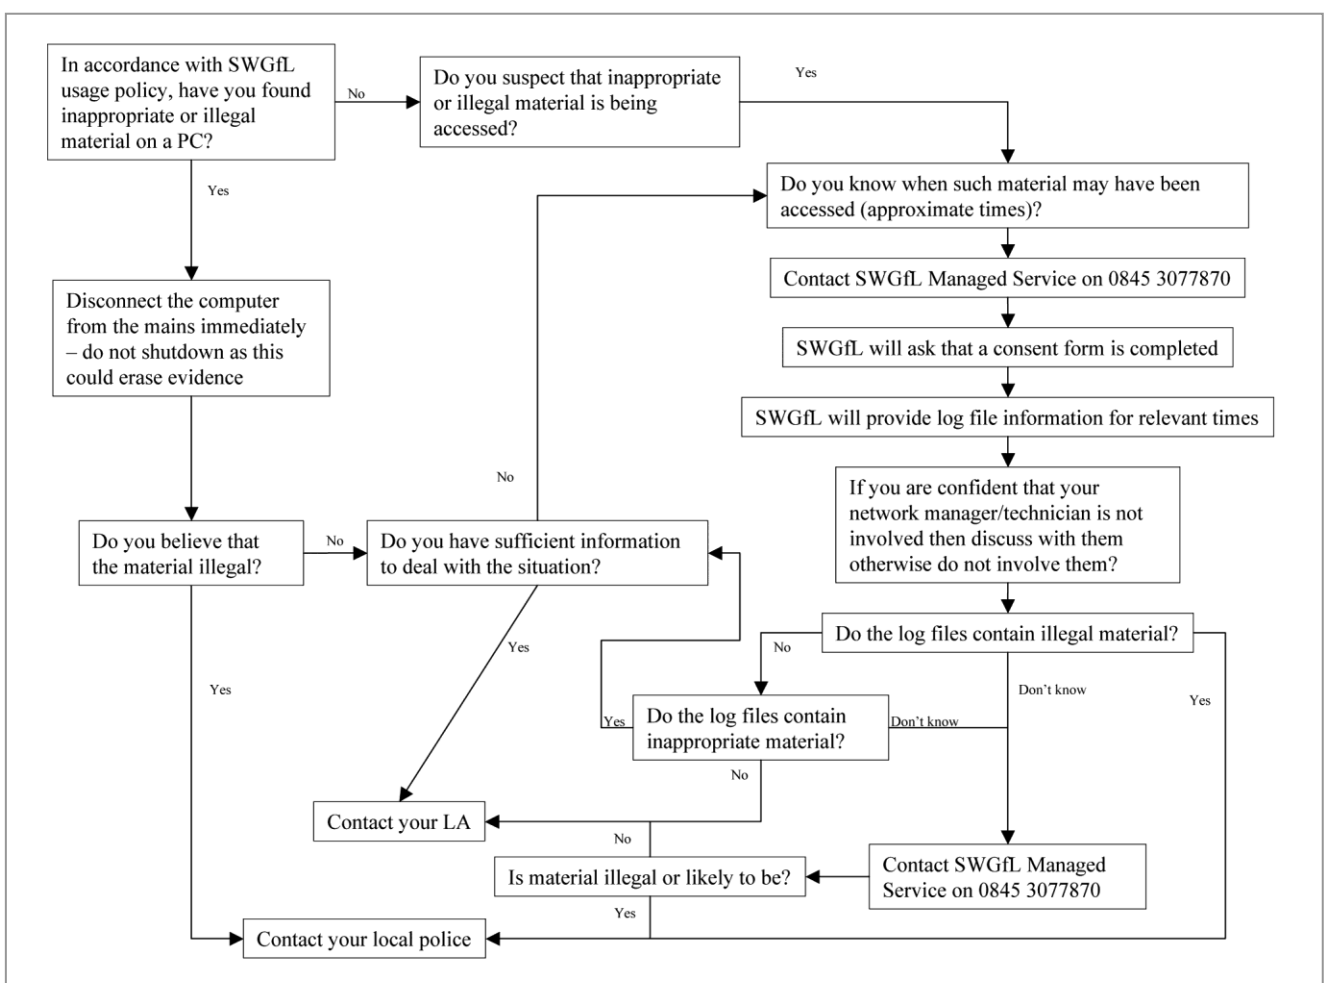 In accordance with SWGfL
usage policy, have you found
inappropriate or illegal
material on a PC?
No
Do you suspect that inappropriate
or illegal material is being
accessed?
Yes
Yes
Do you know when such material may have been
accessed (approximate times)?
Contact SWGfL Managed Service on 0845 3077870
Disconnect the computer
from the mains immediately
– do not shutdown as this
could erase evidence
SWGfL will ask that a consent form is completed
SWGfL will provide log file information for relevant times
No
If you are confident that your
network manager/technician is not
involved then discuss with them
otherwise do not involve them?
Do you believe that
the material illegal?
No
Do you have sufficient information
to deal with the situation?
Do the log files contain illegal material?
Yes
No
Yes
Don't know
Yes
Yes
Do the log files contain
inappropriate material?
Don't know
No
Contact your LA
No
Is material illegal or likely to be?
Contact SWGfL Managed
Service on 0845 3077870
Yes
Contact your local police